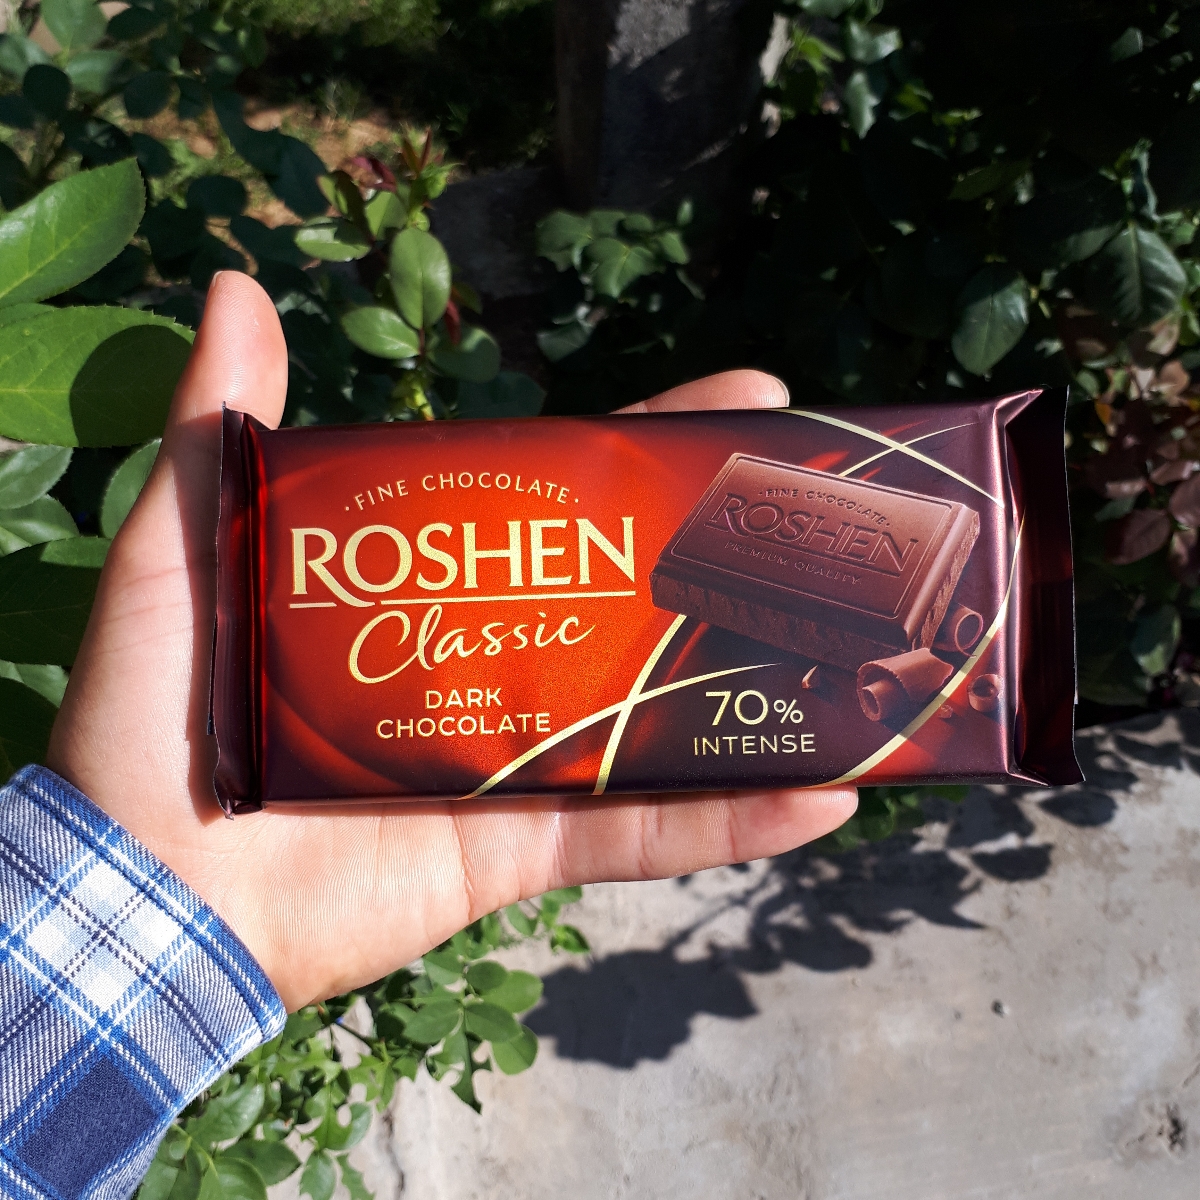 ·FINE CHOCOLATE·
ROSHEN
Classic
DARK
CHOCOLATE
·FINE CHOCOLATE·
ROSHEN
PREMIUM QUALITY
70%
INTENSE